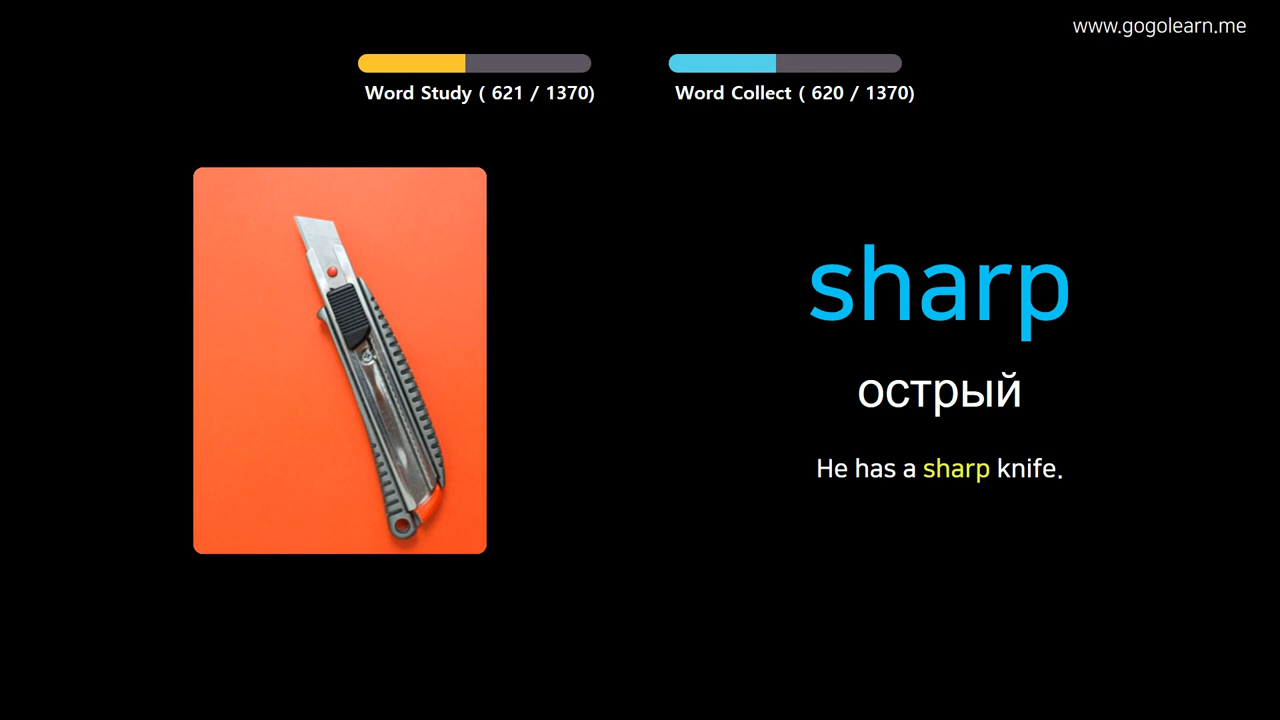 www.gogolearn.me
Word Study ( 621 / 1370)
Word Collect ( 620 / 1370)
sharp
острый
He has a sharp knife.